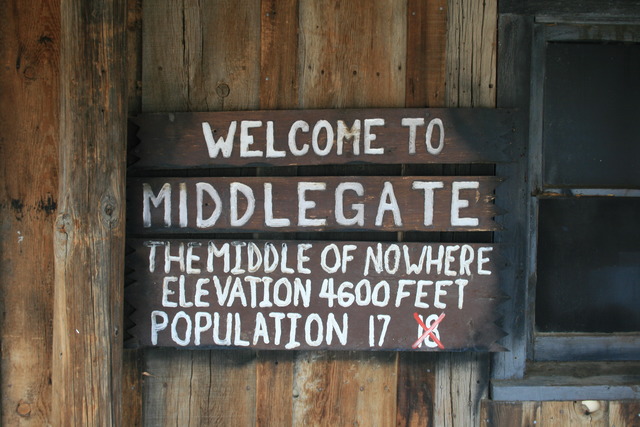 WELCOME TO
MIDDLEGATE
THE MIDDLE OF NOWHERE
ELEVATION 4600 FEET
POPULATION 17 18